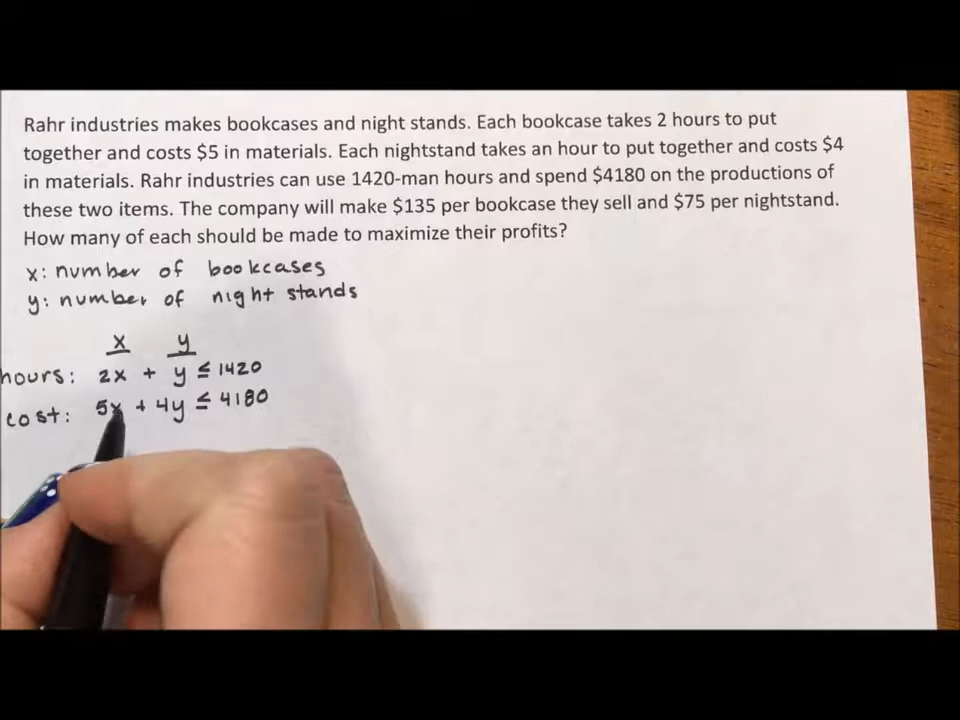 Rahr industries makes bookcases and night stands. Each bookcase takes 2 hours to put
together and costs $5 in materials. Each nightstand takes an hour to put together and costs $4
in materials. Rahr industries can use 1420-man hours and spend $4180 on the productions of
these two items. The company will make $135 per bookcase they sell and $75 per nightstand.
How many of each should be made to maximize their profits?
x: number of bookcases
y: number of night stands
x y
hours: 2x + y ≤ 1420
cost: 5x + 4y ≤ 4180